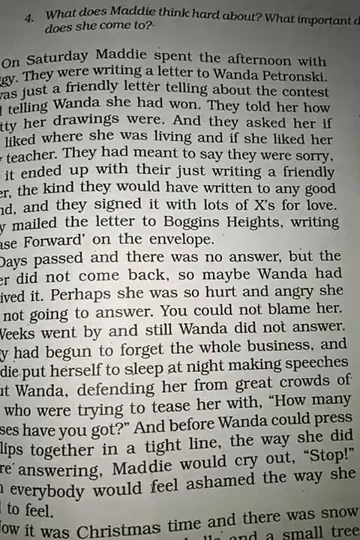 4. What does Maddie think hard about? What important d
does she come to?
On Saturday Maddie spent the afternoon with
gy. They were writing a letter to Wanda Petronski.
vas just a friendly letter telling about the contest
telling Wanda she had won. They told her how
tty her drawings were. And they asked her if
liked where she was living and if she liked her
teacher. They had meant to say they were sorry,
it ended up with their just writing a friendly
er, the kind they would have written to any good
nd, and they signed it with lots of X's for love.
y mailed the letter to Boggins Heights, writing
ase Forward' on the envelope.
Days passed and there was no answer, but the
er did not come back, so maybe Wanda had
ived it. Perhaps she was so hurt and angry she
not going to answer. You could not blame her.
Weeks went by and still Wanda did not answer.
y had begun to forget the whole business, and
die put herself to sleep at night making speeches
ut Wanda, defending her from great crowds of
who were trying to tease her with, “How many
ses have you got?” And before Wanda could press
lips together in a tight line, the way she did
re answering, Maddie would cry out, “Stop!”
n everybody would feel ashamed the way she
to feel.
Now it was Christmas time and there was snow
and a small tree